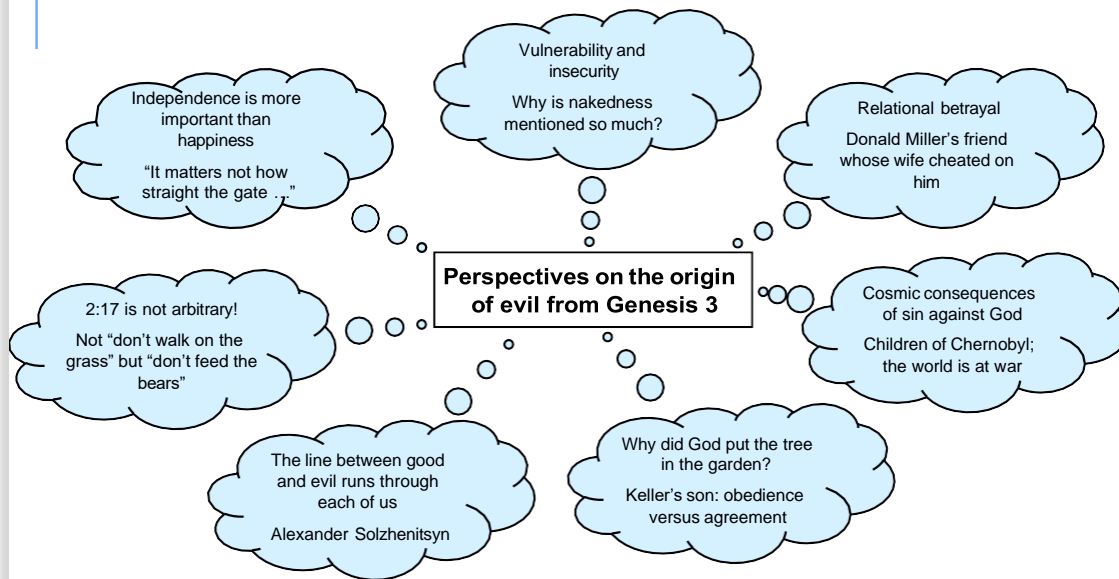 Vulnerability and
insecurity
Why is nakedness
mentioned so much?
Independence is more
important than
happiness
“It matters not how
straight the gate …”
Relational betrayal
Donald Miller’s friend
whose wife cheated on
him
Perspectives on the origin
of evil from Genesis 3
2:17 is not arbitrary!
Not “don’t walk on the
grass” but “don’t feed the
bears”
Cosmic consequences
of sin against God
Children of Chernobyl;
the world is at war
The line between good
and evil runs through
each of us
Alexander Solzhenitsyn
Why did God put the tree
in the garden?
Keller’s son: obedience
versus agreement